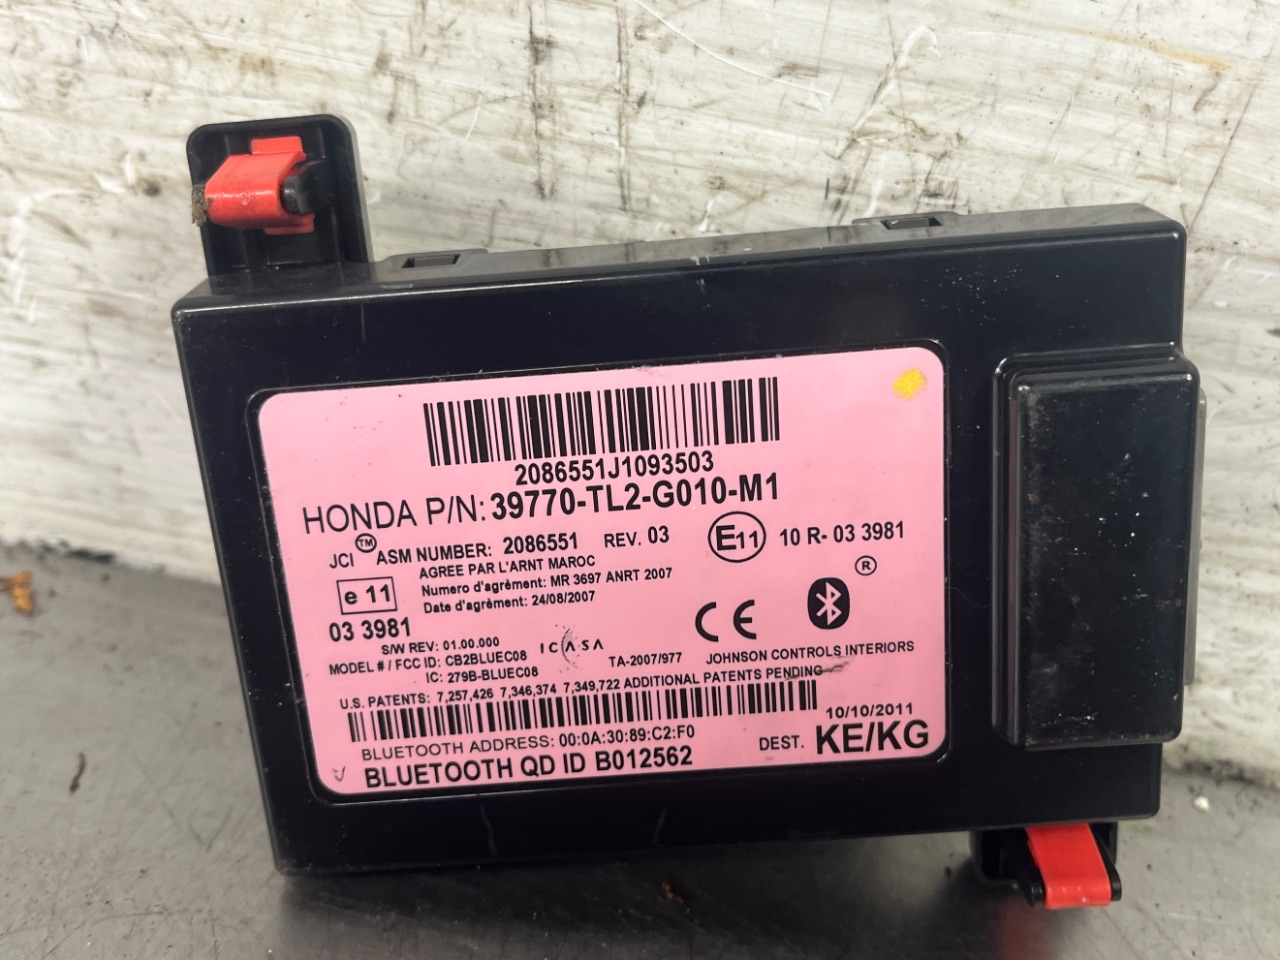 2086551J1093503
HONDA P/N: 39770-TL2-G010-M1
JCI™ ASM NUMBER: 2086551 REV. 03
E11 10 R- 03 3981
AGREE PAR L'ARNT MAROC
Numero d'agrèment: MR 3697 ANRT 2007
Date d'agrèment: 24/08/2007
e 11
03 3981
®
CE
S/W REV: 01.00.000
MODEL # / FCC ID: CB2BLUEC08
IC: 279B-BLUEC08
ICASA
TA-2007/977
JOHNSON CONTROLS INTERIORS
U.S. PATENTS: 7,257,426 7,346,374 7,349,722 ADDITIONAL PATENTS PENDING
BLUETOOTH ADDRESS: 00:0A:30:89:C2:F0
10/10/2011
BLUETOOTH QD ID B012562
DEST. KE/KG